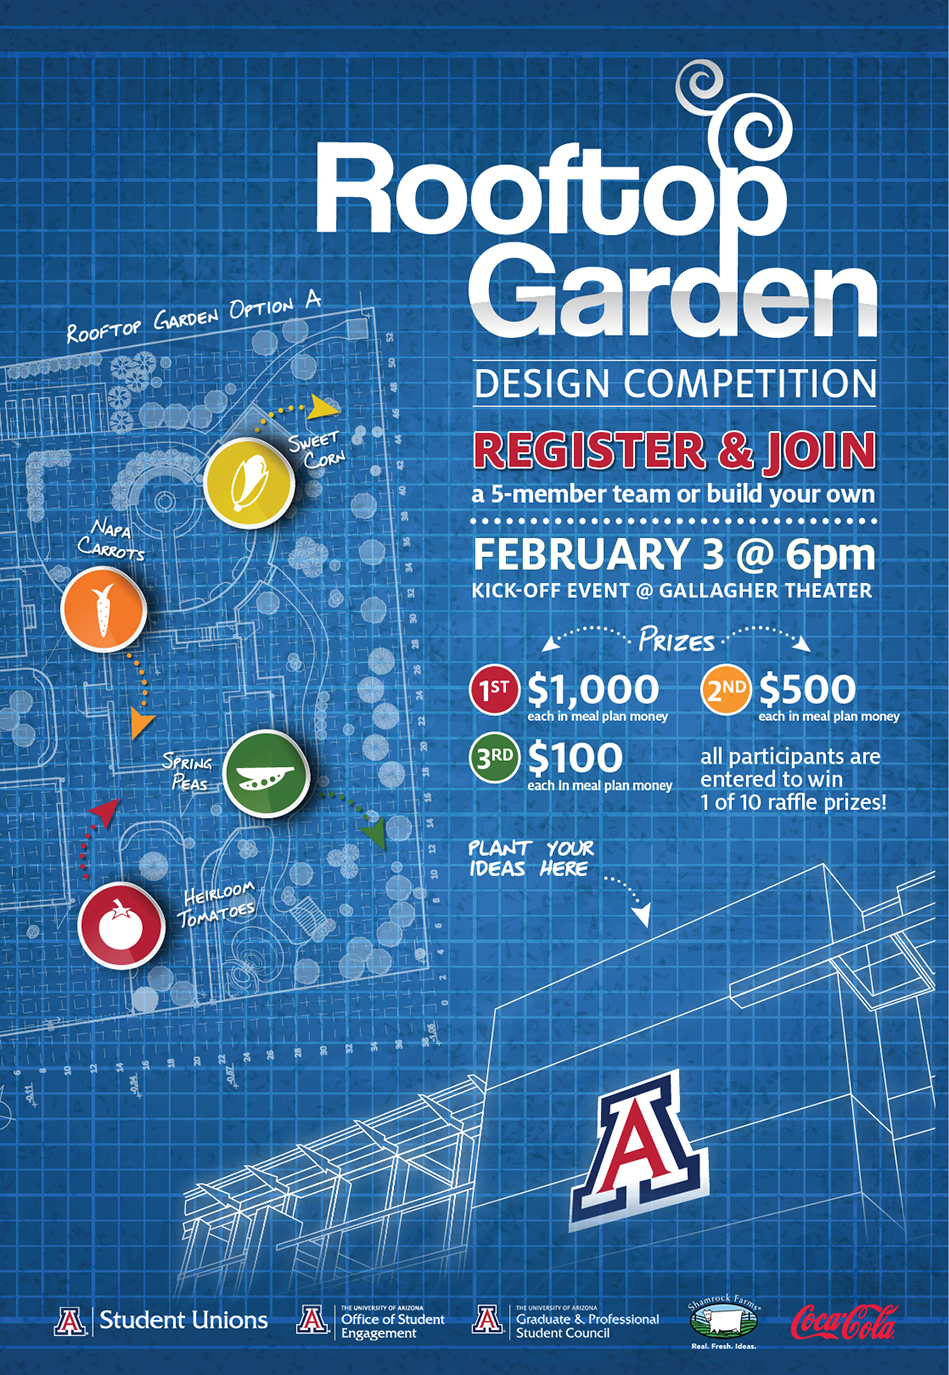 Rooftop
Garden
DESIGN COMPETITION
REGISTER & JOIN
a 5-member team or build your own
FEBRUARY 3 @ 6pm
KICK-OFF EVENT @ GALLAGHER THEATER
PRIZES
1ST $1,000
each in meal plan money
2ND $500
each in meal plan money
3RD $100
each in meal plan money
all participants are
entered to win
1 of 10 raffle prizes!
PLANT YOUR
IDEAS HERE
ROOFTOP GARDEN OPTION A
SWEET
CORN
NAPA
CARROTS
SPRING
PEAS
HEIRLOOM
TOMATOES
A
A Student Unions
A THE UNIVERSITY OF ARIZONA
Office of Student
Engagement
A THE UNIVERSITY OF ARIZONA
Graduate & Professional
Student Council
Shamrock Farms
Real. Fresh. Ideas.
Coca-Cola